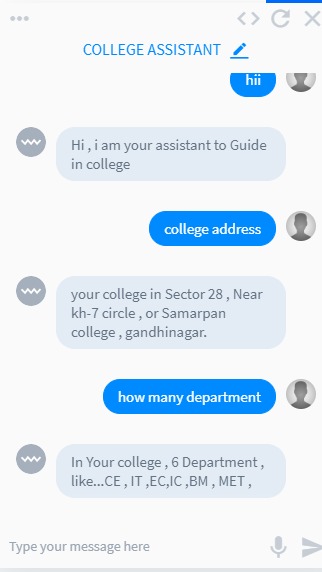 COLLEGE ASSISTANT
hii
Hi , i am your assistant to Guide
in college
college address
your college in Sector 28 , Near
kh-7 circle , or Samarpan
college , gandhinagar.
how many department
In Your college , 6 Department ,
like...CE , IT ,EC,IC ,BM , MET ,
Type your message here